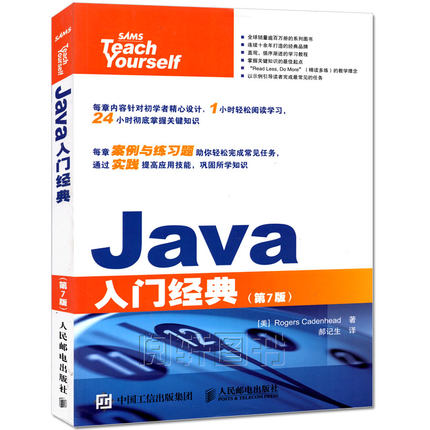 SAMS
Teach
Yourself
Java入门经典
(第7版)
人民邮电出版社
SAMS
Teach
Yourself
全球销量逾百万册的系列图书
连续十余年打造的经典品牌
直观、循序渐进的学习教程
掌握关键知识的最佳起点
“Read Less, Do More”（精读多练）的教学理念
以示例引导读者完成最常见的任务
每章内容针对初学者精心设计，1小时轻松阅读学习，
24小时彻底掌握关键知识
每章案例与练习题助你轻松完成常见任务，
通过实践提高应用技能，巩固所学知识
Java
入门经典(第7版)
[美] Rogers Cadenhead 著
郝记生 译
中国工信出版集团
人民邮电出版社
POSTS & TELECOM PRESS